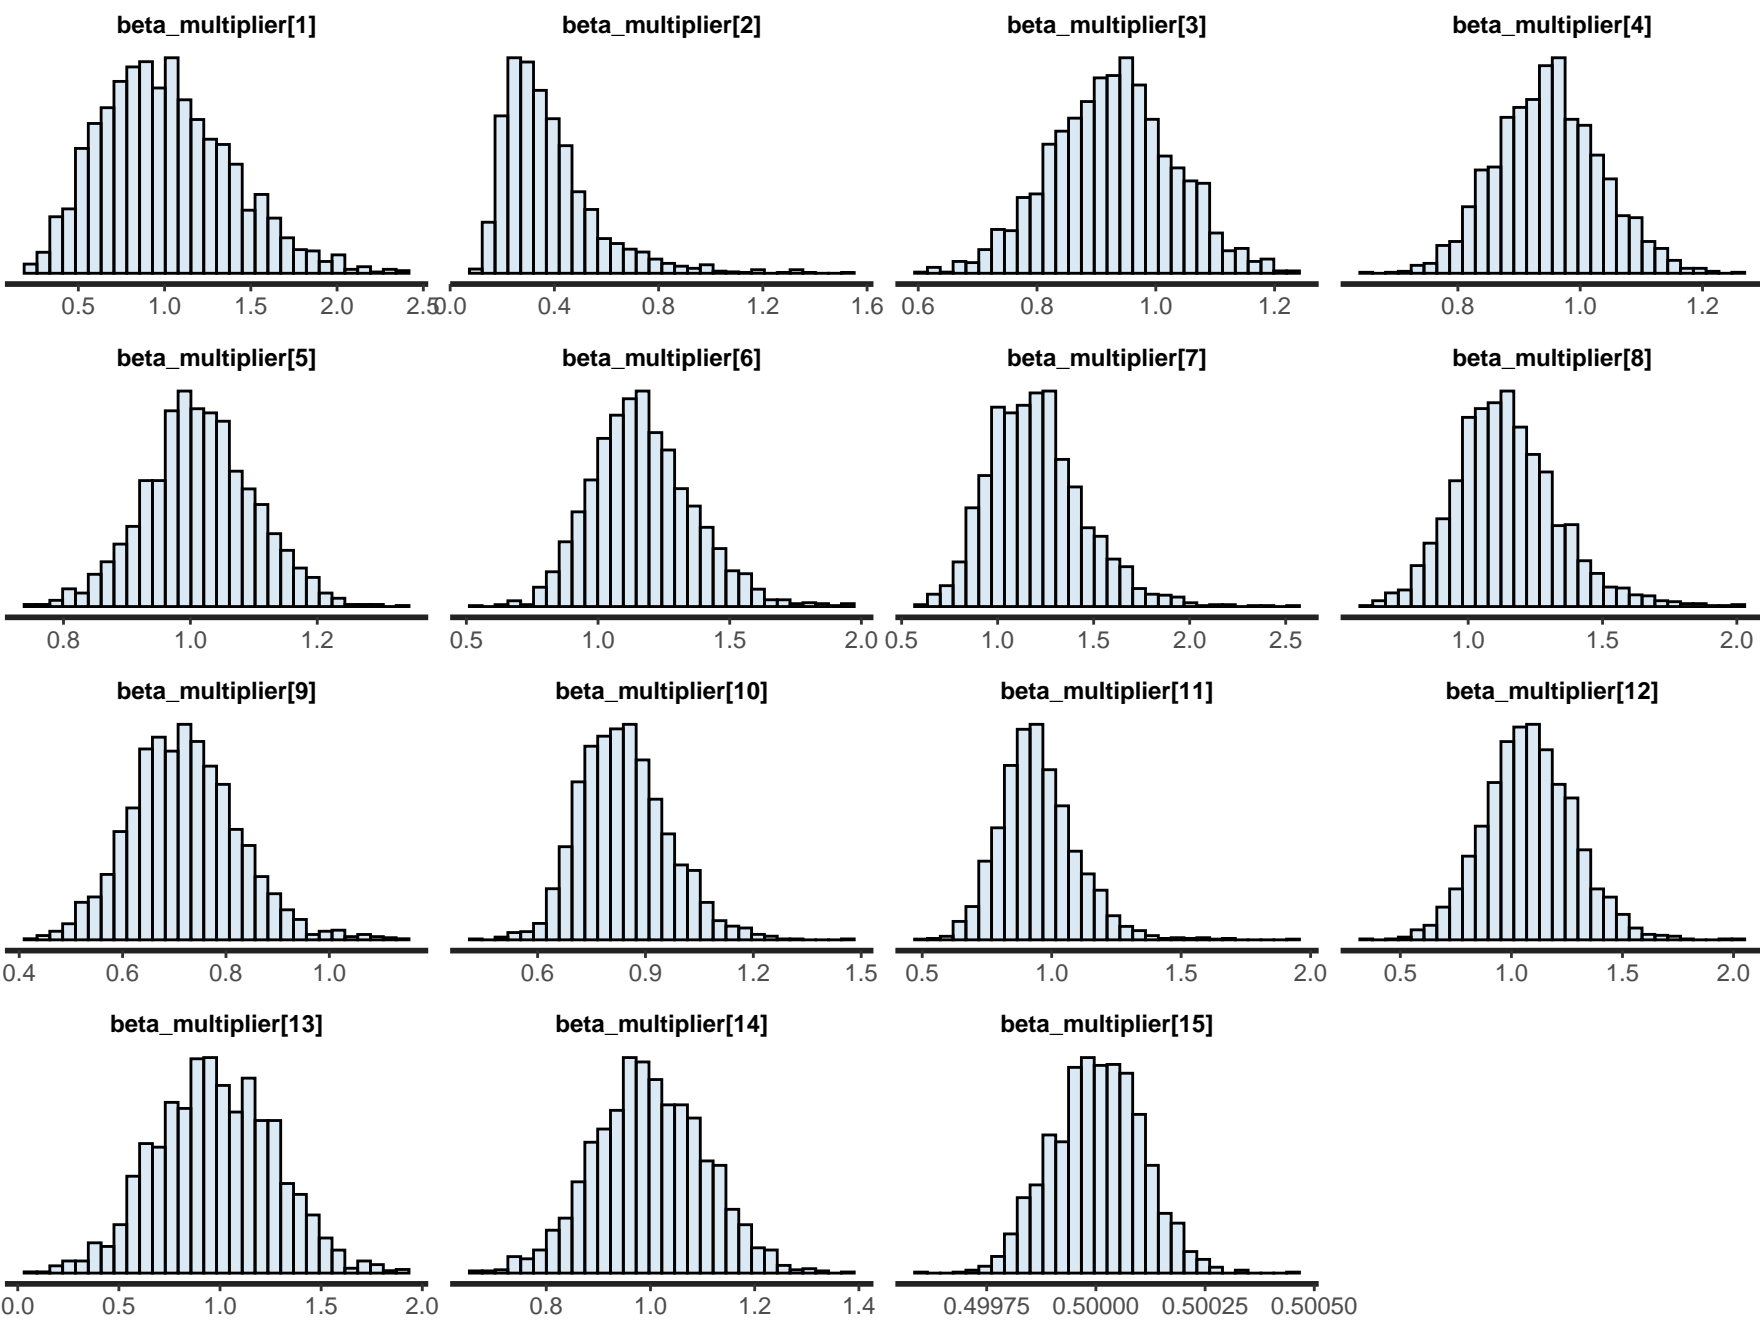 beta_multiplier[1] beta_multiplier[2] beta_multiplier[3] beta_multiplier[4]
0.5 1.0 1.5 2.0 2.5 0.0 0.4 0.8 1.2 1.6 0.6 0.8 1.0 1.2 0.8 1.0 1.2
beta_multiplier[5] beta_multiplier[6] beta_multiplier[7] beta_multiplier[8]
0.8 1.0 1.2 0.5 1.0 1.5 2.0 0.5 1.0 1.5 2.0 2.5 1.0 1.5 2.0
beta_multiplier[9] beta_multiplier[10] beta_multiplier[11] beta_multiplier[12]
0.4 0.6 0.8 1.0 0.6 0.9 1.2 1.5 0.5 1.0 1.5 2.0 0.5 1.0 1.5 2.0
beta_multiplier[13] beta_multiplier[14] beta_multiplier[15]
0.0 0.5 1.0 1.5 2.0 0.8 1.0 1.2 1.4 0.49975 0.50000 0.50025 0.50050